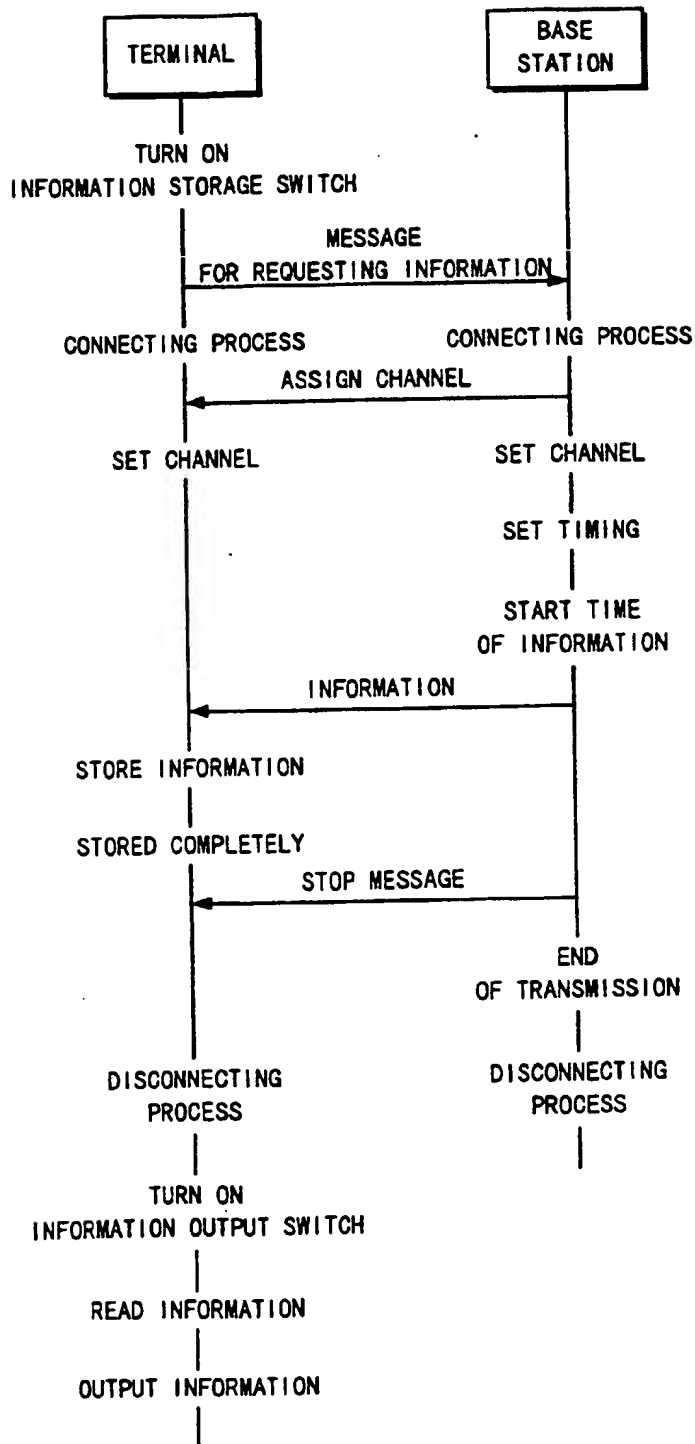 TERMINAL
BASE
STATION
TURN ON
INFORMATION STORAGE SWITCH
MESSAGE
FOR REQUESTING INFORMATION
CONNECTING PROCESS
CONNECTING PROCESS
ASSIGN CHANNEL
SET CHANNEL
SET CHANNEL
SET TIMING
START TIME
OF INFORMATION
INFORMATION
STORE INFORMATION
STORED COMPLETELY
STOP MESSAGE
END
OF TRANSMISSION
DISCONNECTING
PROCESS
DISCONNECTING
PROCESS
TURN ON
INFORMATION OUTPUT SWITCH
READ INFORMATION
OUTPUT INFORMATION